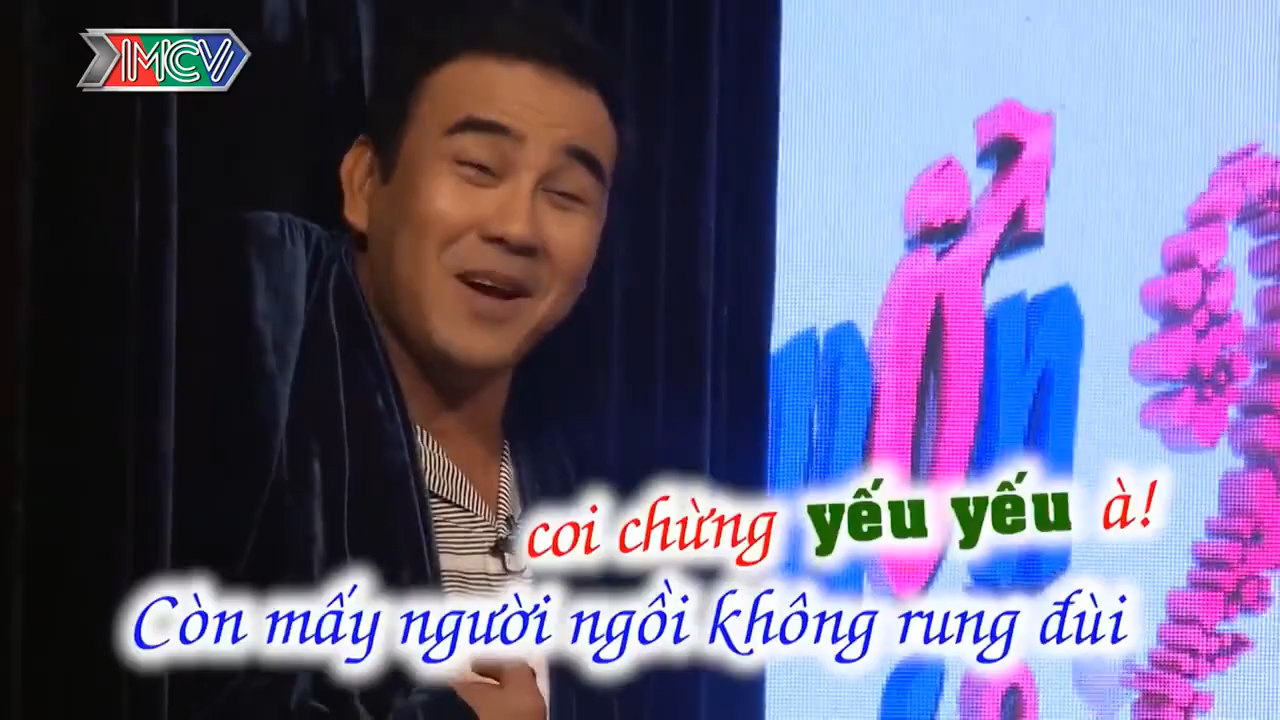 MCV
coi chừng yếu yếu à!
Còn mấy người ngồi không rung đùi